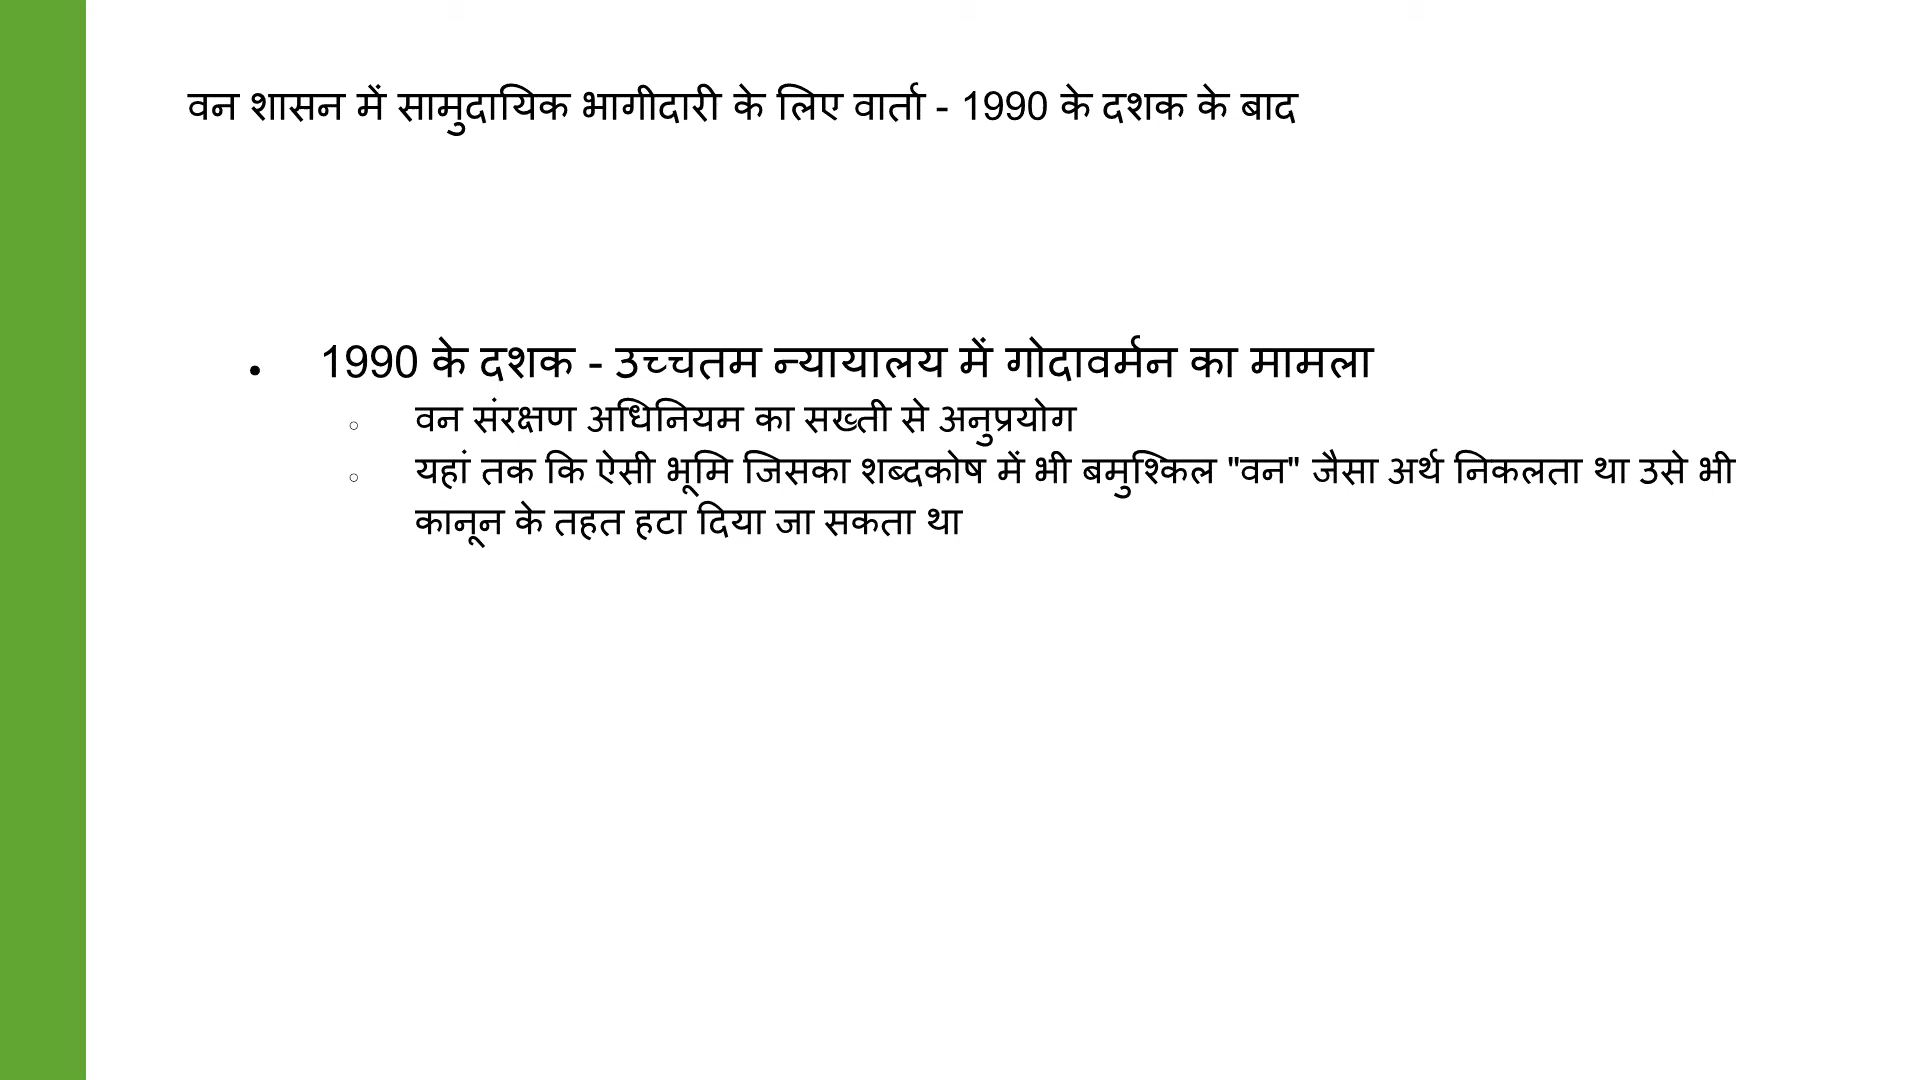 वन शासन में सामुदायिक भागीदारी के लिए वार्ता - 1990 के दशक के बाद
1990 के दशक - उच्चतम न्यायालय में गोदावर्मन का मामला
वन संरक्षण अधिनियम का सख्ती से अनुप्रयोग
यहां तक कि ऐसी भूमि जिसका शब्दकोष में भी बमुश्किल "वन" जैसा अर्थ निकलता था उसे भी
कानून के तहत हटा दिया जा सकता था